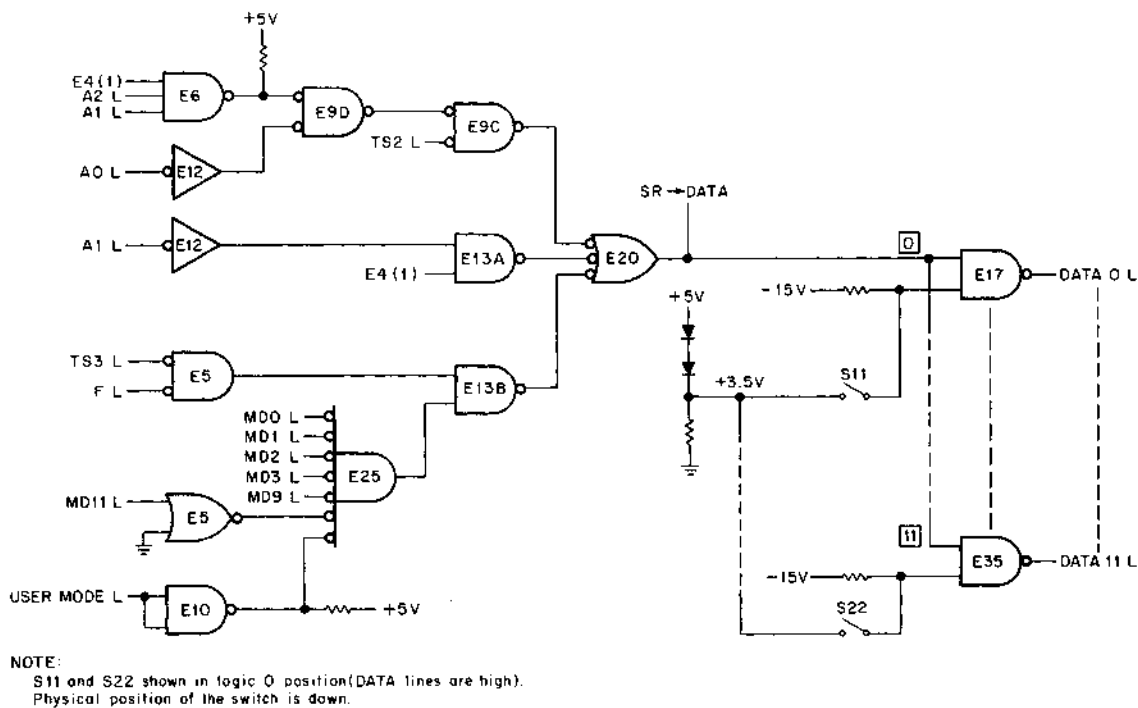 +5V
E4(1)
A2 L
A1 L
E6
E9D
E9C
TS2 L
A0 L
E12
SR→DATA
A1 L
E12
E13A
E4(1)
E20
0
E17
DATA 0 L
-15V
+5V
TS3 L
F L
E5
E13B
+3.5V
S11
MD0 L
MD1 L
MD2 L
MD3 L
MD9 L
E25
MD11 L
E5
11
E35
DATA 11 L
-15V
USER MODE L
E10
+5V
S22
NOTE:
S11 and S22 shown in logic 0 position(DATA lines are high).
Physical position of the switch is down.